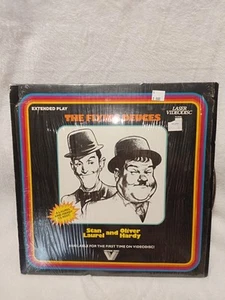 EXTENDED PLAY
LASER
VIDEODISC
THE FLYING DEUCES
Stan
Laurel
and
Oliver
Hardy
AVAILABLE FOR THE FIRST TIME ON VIDEODISC!